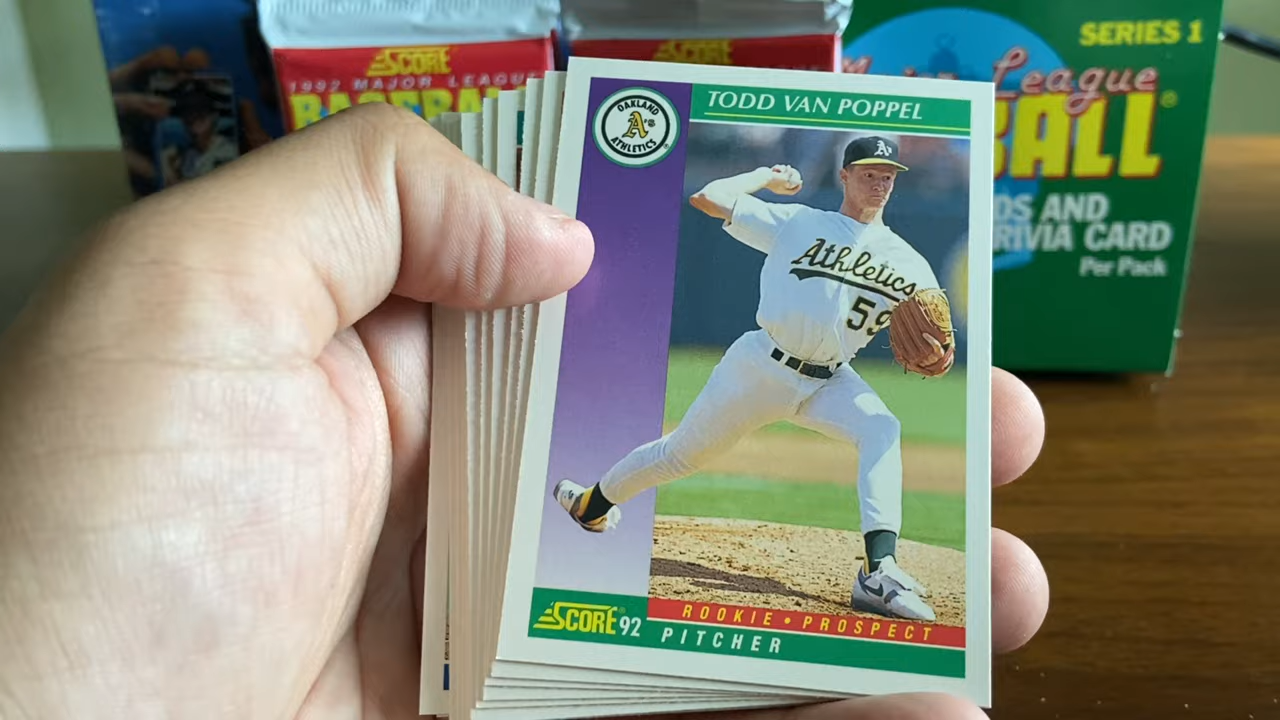 SCORE
1992 MAJOR LEAGUE
BASEBALL
SCORE
SERIES 1
Major League
BALL®
DS AND
RIVIA CARD
Per Pack
OAKLAND
A's
ATHLETICS
TODD VAN POPPEL
A's
Athletics
59
SCORE® 92
ROOKIE • PROSPECT
PITCHER